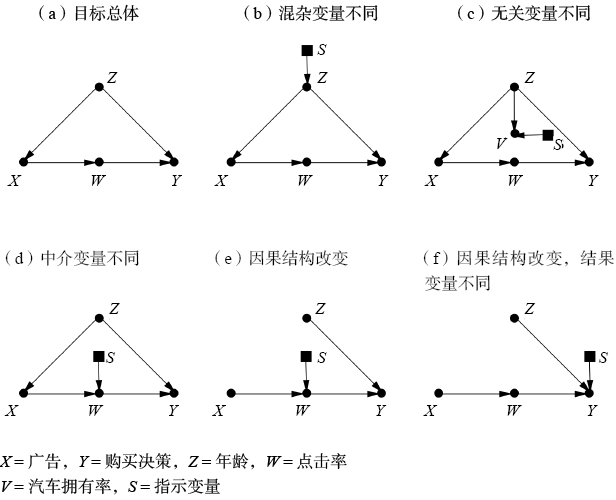 (a)目标总体
(b)混杂变量不同
(c)无关变量不同
S
Z
Z
Z
V
S
X
W
Y
X
W
Y
X
W
Y
(d)中介变量不同
(e)因果结构改变
(f)因果结构改变，结果
变量不同
Z
Z
Z
S
S
S
X
W
Y
X
W
Y
X
W
Y
X=广告，Y=购买决策，Z=年龄，W=点击率
V=汽车拥有率，S=指示变量